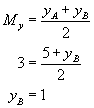 M_y = (y_A + y_B)/2
3 = (5 + y_B)/2
y_B = 1